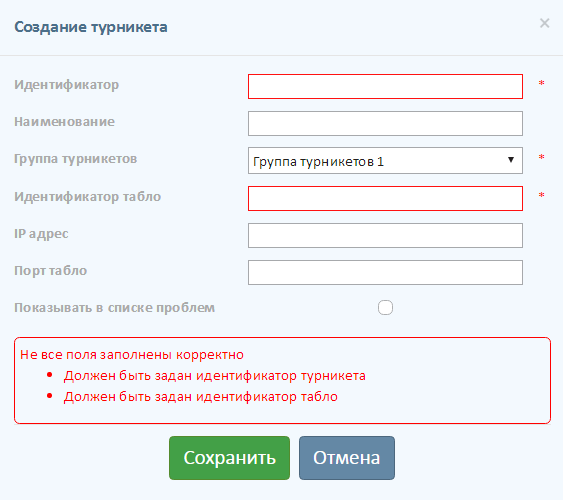 Создание турникета ×
Идентификатор *
Наименование
Группа турникетов Группа турникетов 1 *
Идентификатор табло *
IP адрес
Порт табло
Показывать в списке проблем
Не все поля заполнены корректно
• Должен быть задан идентификатор турникета
• Должен быть задан идентификатор табло
Сохранить Отмена